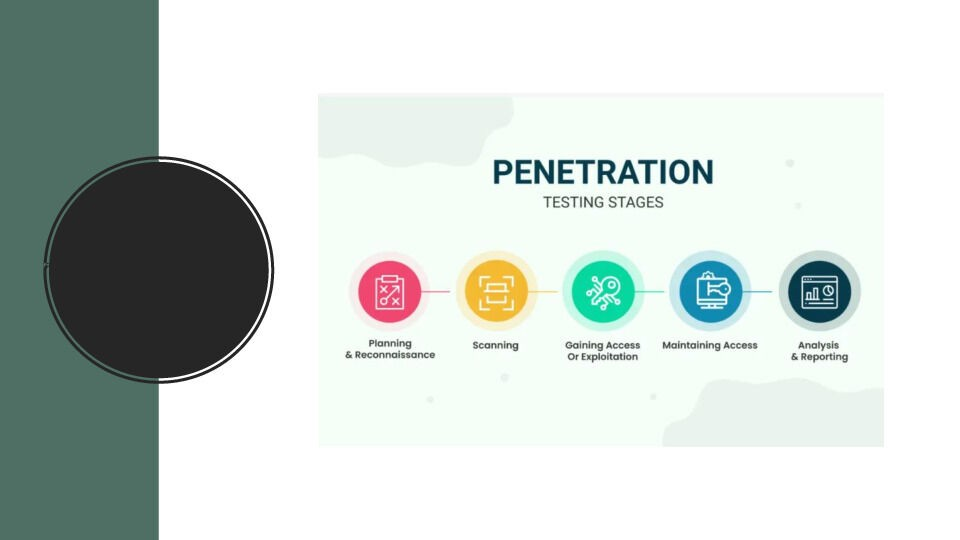 PENETRATION
TESTING STAGES
Planning
& Reconnaissance
Scanning
Gaining Access
Or Exploitation
Maintaining Access
Analysis
& Reporting